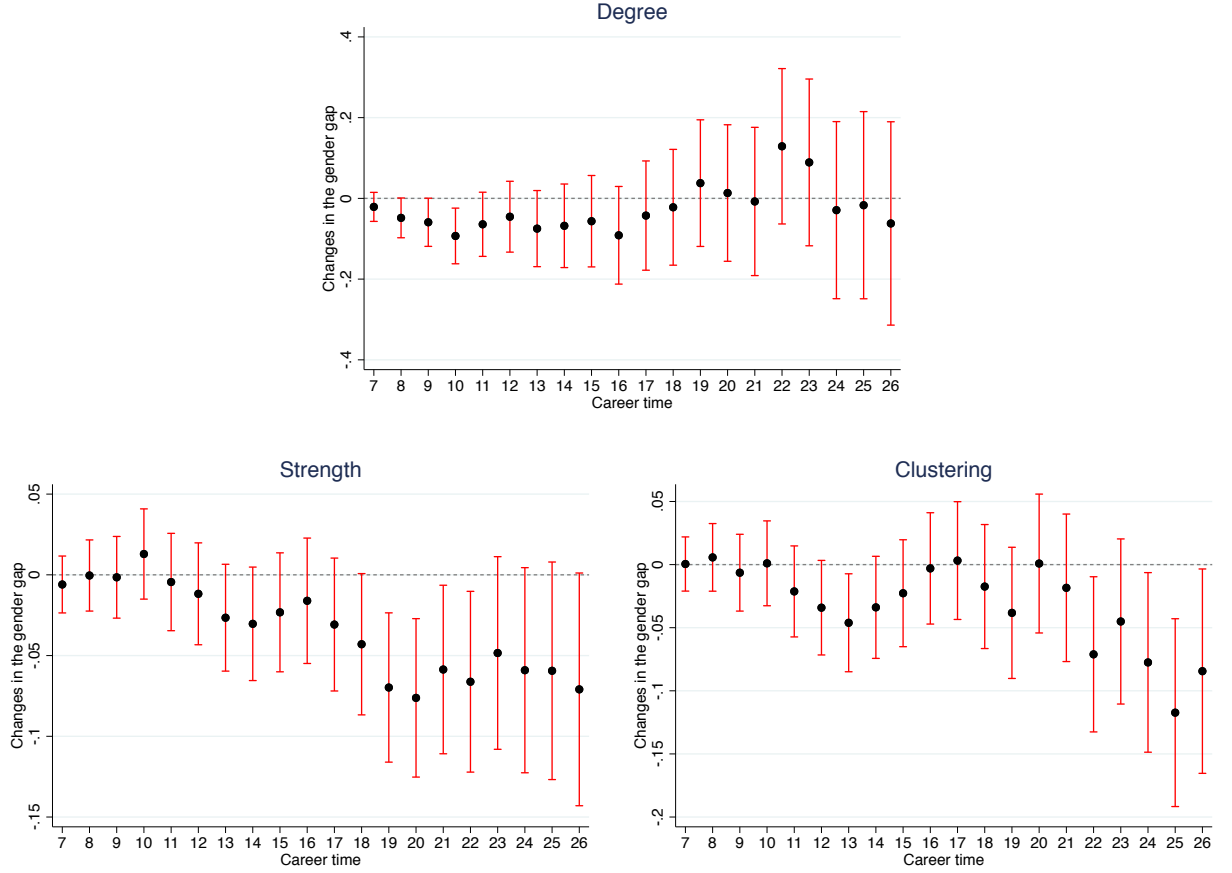 Degree
Changes in the gender gap
.4
.2
0
-.2
-.4
7 8 9 10 11 12 13 14 15 16 17 18 19 20 21 22 23 24 25 26
Career time
Strength
Changes in the gender gap
.05
0
-.05
-.1
-.15
7 8 9 10 11 12 13 14 15 16 17 18 19 20 21 22 23 24 25 26
Career time
Clustering
Changes in the gender gap
.05
0
-.05
-.1
-.15
-.2
7 8 9 10 11 12 13 14 15 16 17 18 19 20 21 22 23 24 25 26
Career time